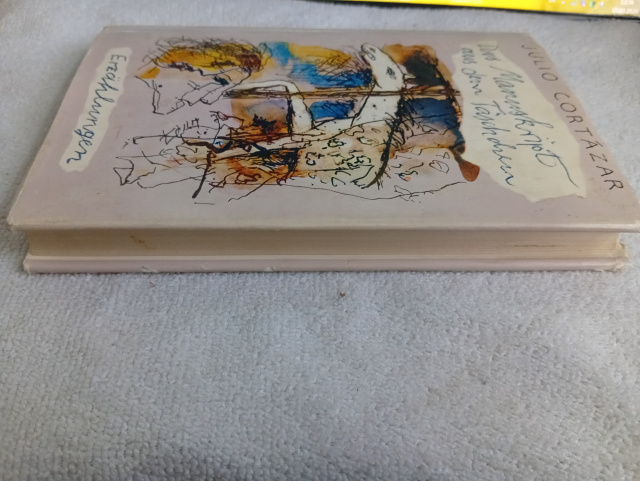 JULIO CORTÁZAR
Das Manuskript
aus dem Täschchen
Erzählungen